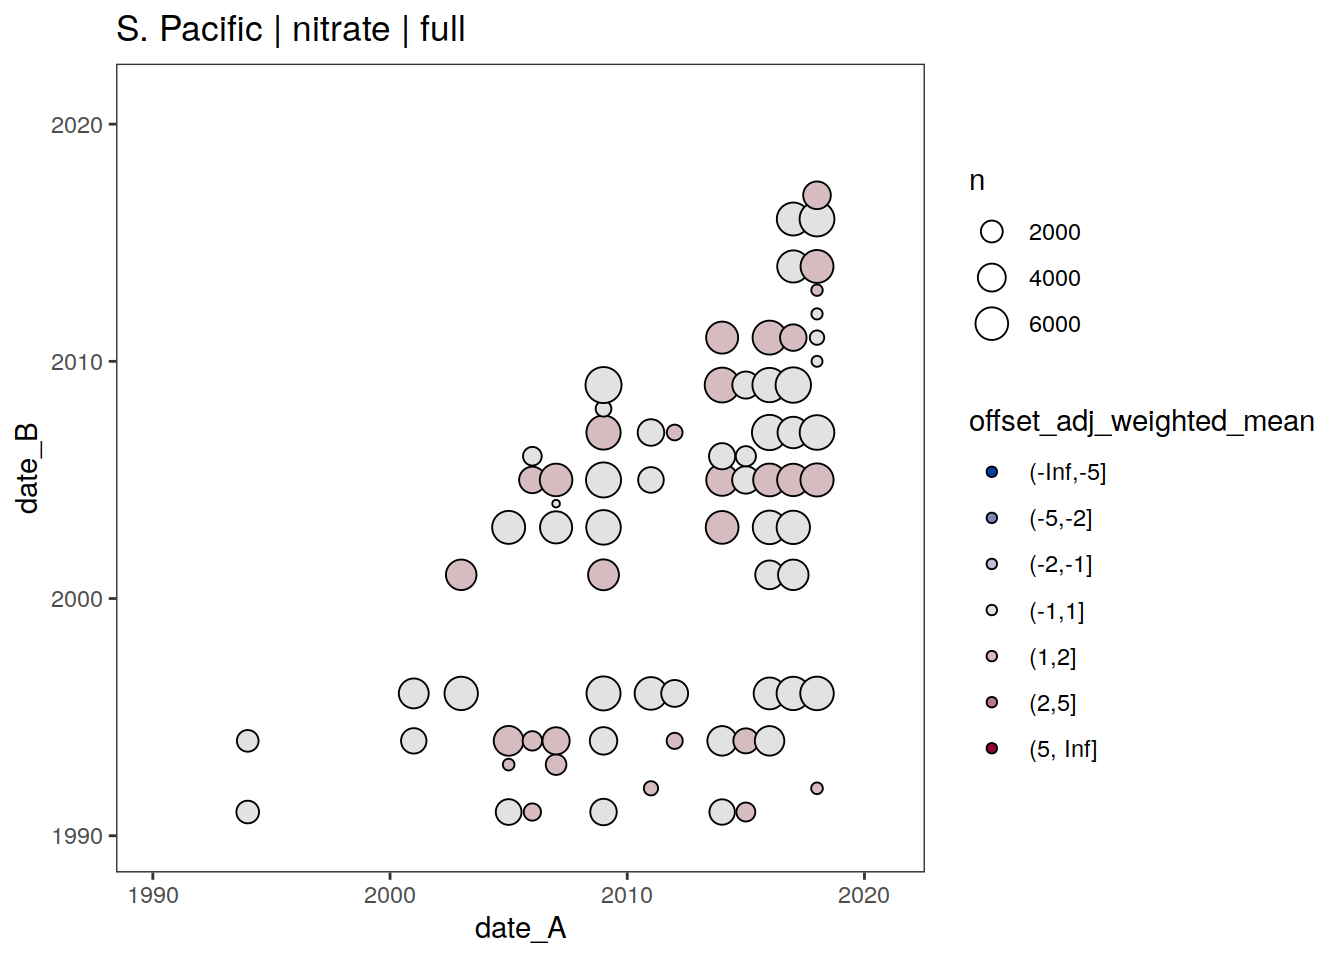 S. Pacific | nitrate | full
2020
2010
2000
1990
date_B
1990
2000
2010
2020
date_A
n
2000
4000
6000
offset_adj_weighted_mean
(-Inf,-5]
(-5,-2]
(-2,-1]
(-1,1]
(1,2]
(2,5]
(5, Inf]